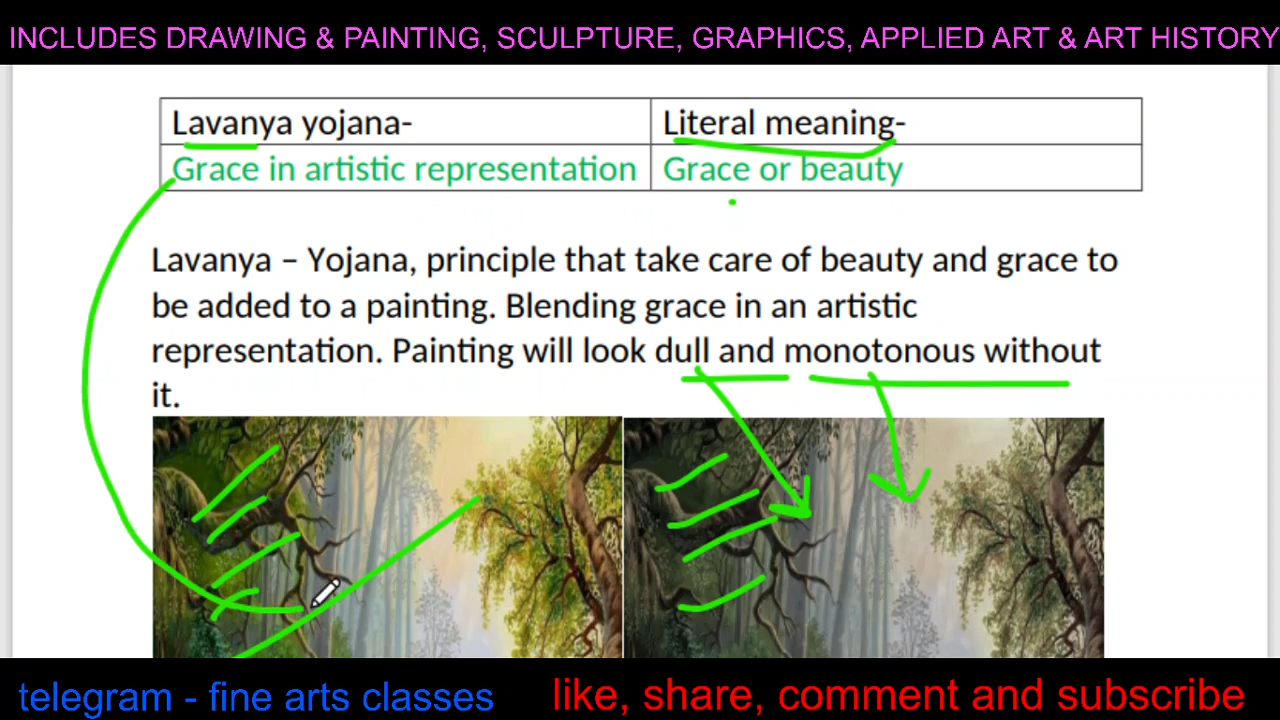 INCLUDES DRAWING & PAINTING, SCULPTURE, GRAPHICS, APPLIED ART & ART HISTORY
Lavanya yojana- Literal meaning-
Grace in artistic representation Grace or beauty
Lavanya – Yojana, principle that take care of beauty and grace to
be added to a painting. Blending grace in an artistic
representation. Painting will look dull and monotonous without
it.
telegram - fine arts classes like, share, comment and subscribe